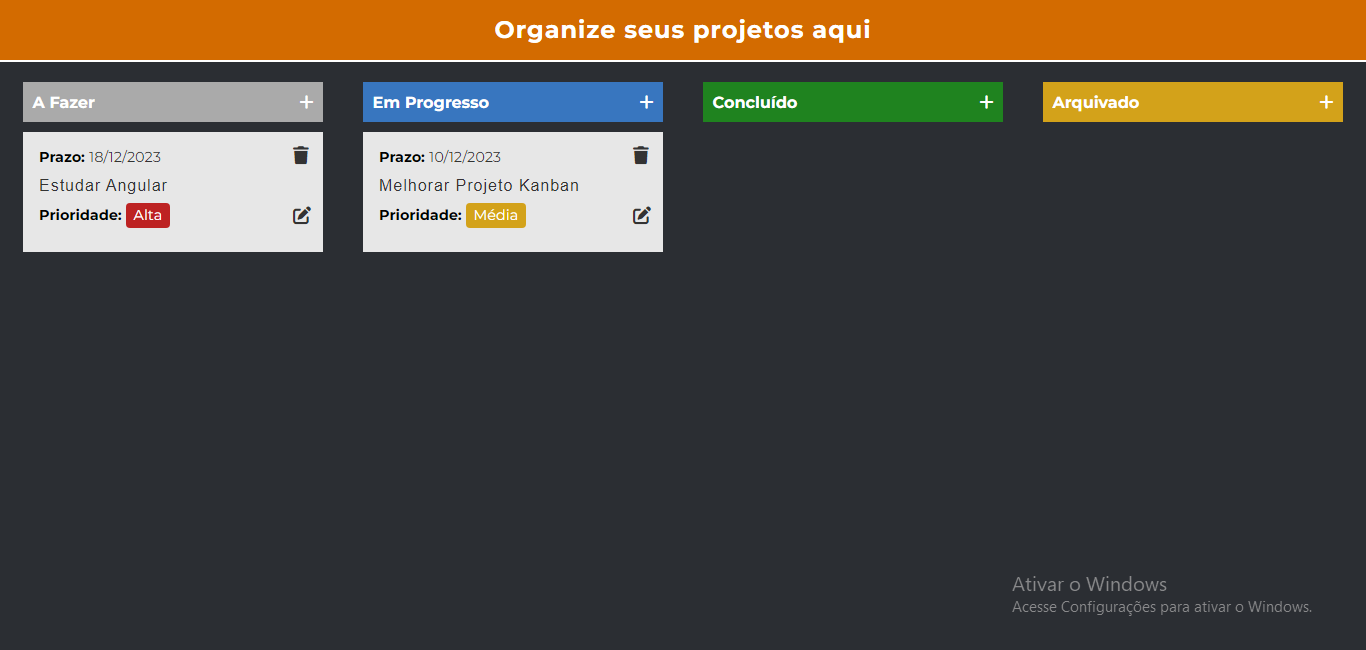 Organize seus projetos aqui
A Fazer +
Em Progresso +
Concluído +
Arquivado +
Prazo: 18/12/2023
Estudar Angular
Prioridade: Alta
Prazo: 10/12/2023
Melhorar Projeto Kanban
Prioridade: Média
Ativar o Windows
Acesse Configurações para ativar o Windows.